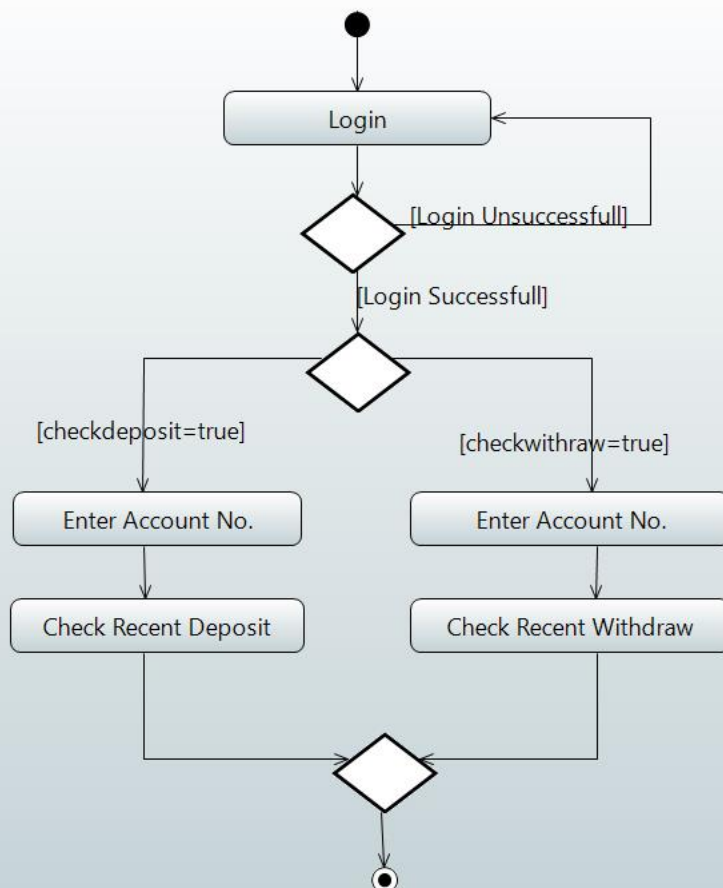 Login
[Login Unsuccessfull]
[Login Successfull]
[checkdeposit=true]
[checkwithraw=true]
Enter Account No.
Enter Account No.
Check Recent Deposit
Check Recent Withdraw